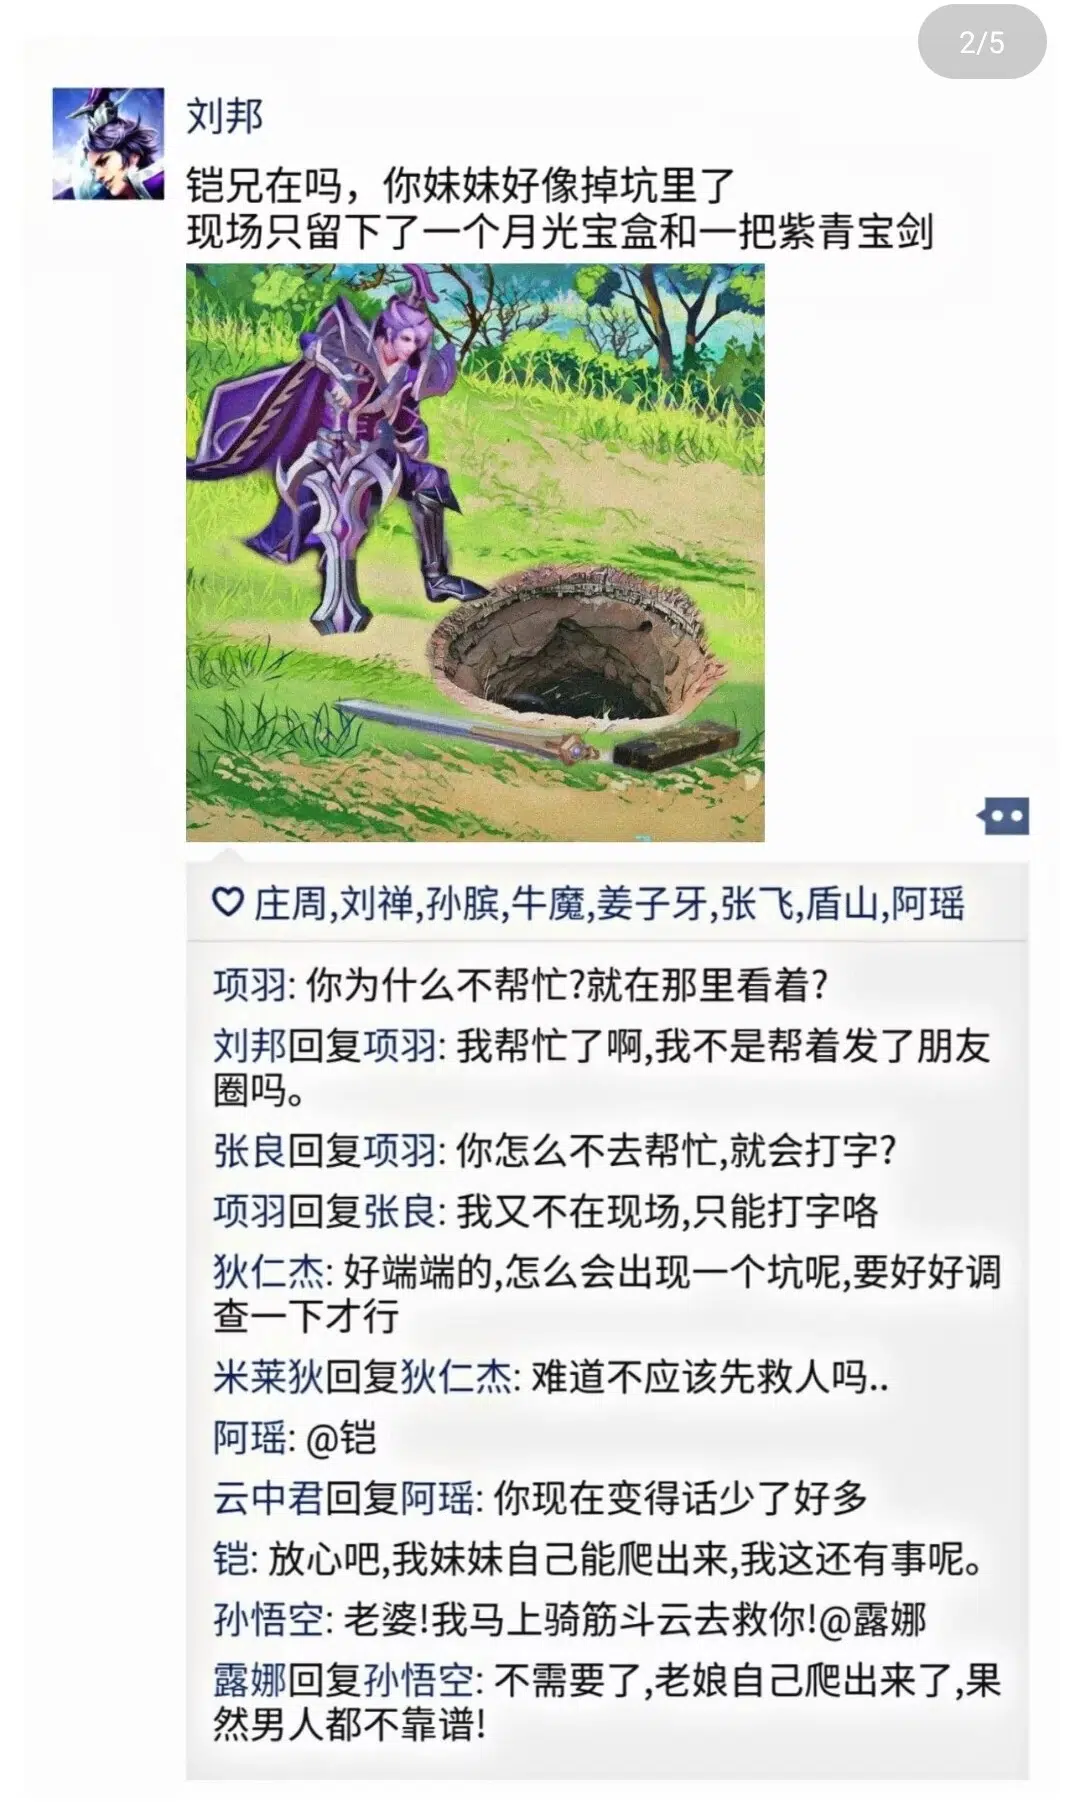 2/5
刘邦
铠兄在吗，你妹妹好像掉坑里了
现场只留下了一个月光宝盒和一把紫青宝剑
庄周,刘禅,孙膑,牛魔,姜子牙,张飞,盾山,阿瑶
项羽: 你为什么不帮忙?就在那里看着?
刘邦回复项羽: 我帮忙了啊,我不是帮着发了朋友
圈吗。
张良回复项羽: 你怎么不去帮忙,就会打字?
项羽回复张良: 我又不在现场,只能打字咯
狄仁杰: 好端端的,怎么会出现一个坑呢,要好好调
查一下才行
米莱狄回复狄仁杰: 难道不应该先救人吗..
阿瑶: @铠
云中君回复阿瑶: 你现在变得话少了好多
铠: 放心吧,我妹妹自己能爬出来,我这还有事呢。
孙悟空: 老婆!我马上骑筋斗云去救你!@露娜
露娜回复孙悟空: 不需要了,老娘自己爬出来了,果
然男人都不靠谱!